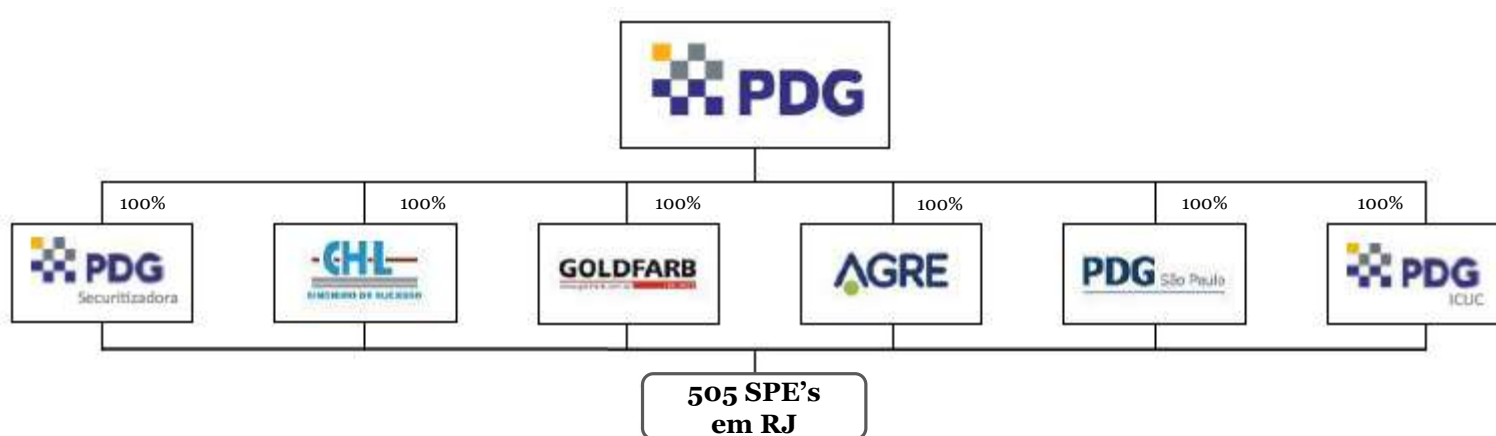 PDG
100% 100% 100% 100% 100% 100%
PDG
Securitizadora
CHL
GOLDFARB
AGRE
PDG São Paulo
PDG
ICUC
505 SPE’s
em RJ